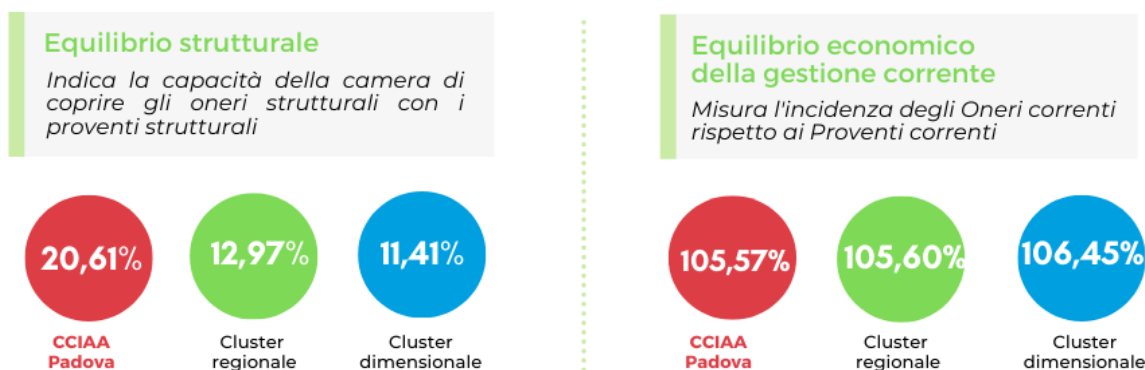 Equilibrio strutturale
Indica la capacità della camera di
coprire gli oneri strutturali con i
proventi strutturali
20,61%
12,97%
11,41%
CCIAA
Padova
Cluster
regionale
Cluster
dimensionale
Equilibrio economico
della gestione corrente
Misura l'incidenza degli Oneri correnti
rispetto ai Proventi correnti
105,57%
105,60%
106,45%
CCIAA
Padova
Cluster
regionale
Cluster
dimensionale